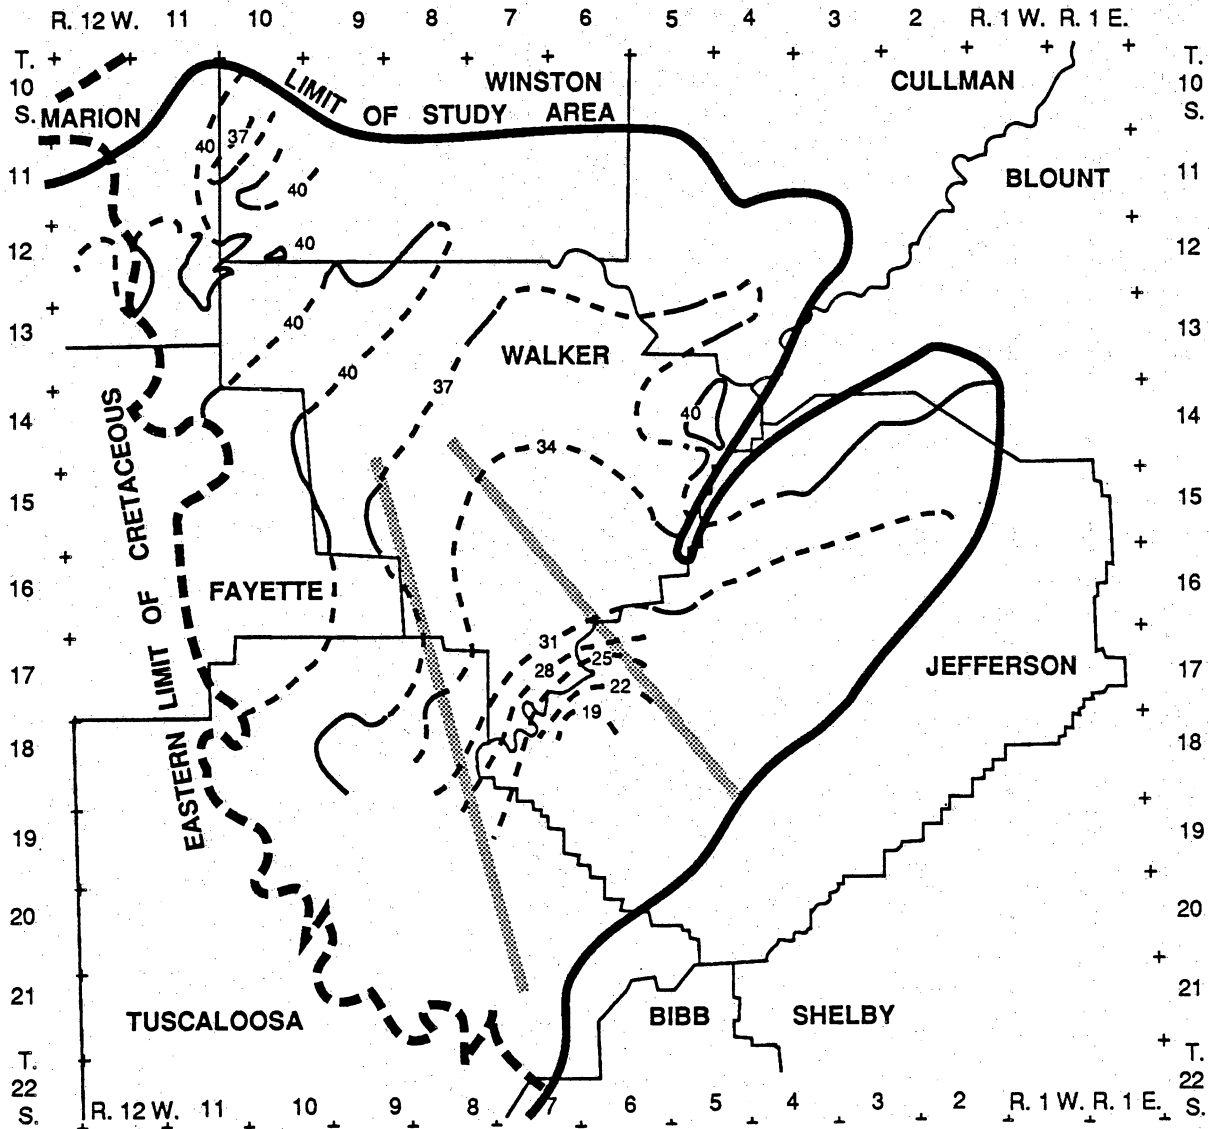 R. 12 W. 11 10 9 8 7 6 5 4 3 2 R. 1 W. R. 1 E.
T.
10
S.
T.
10
S.
MARION
LIMIT OF STUDY AREA
WINSTON
CULLMAN
BLOUNT
11
11
40
37
40
12
12
40
13
13
40
40
37
WALKER
14
14
40
34
EASTERN LIMIT OF CRETACEOUS
15
15
16
16
FAYETTE
31
28
25
22
19
17
17
JEFFERSON
18
18
19
19
20
20
21
21
TUSCALOOSA
BIBB
SHELBY
T.
22
S.
T.
22
S.
R. 12 W. 11 10 9 8 7 6 5 4 3 2 R. 1 W. R. 1 E.